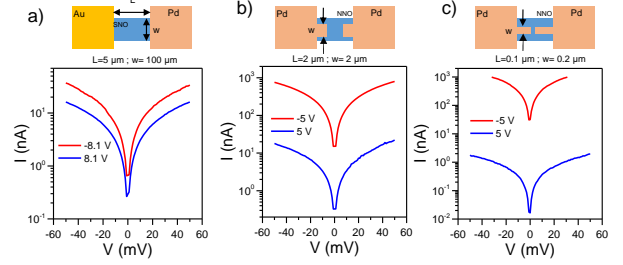 a)
L
Au
Pd
SNO
w
L=5 µm ; w= 100 µm
I (nA)
10¹
10⁰
10⁻¹
-8.1 V
8.1 V
-60 -40 -20 0 20 40 60
V (mV)
b)
Pd
Pd
NNO
w
L=2 µm ; w= 2 µm
I (nA)
10³
10²
10¹
10⁰
-5 V
5 V
-60 -40 -20 0 20 40 60
V (mV)
c)
Pd
Pd
NNO
w
L=0.1 µm ; w= 0.2 µm
I (nA)
10³
10²
10¹
10⁰
10⁻¹
10⁻²
-5 V
5 V
-60 -40 -20 0 20 40 60
V (mV)